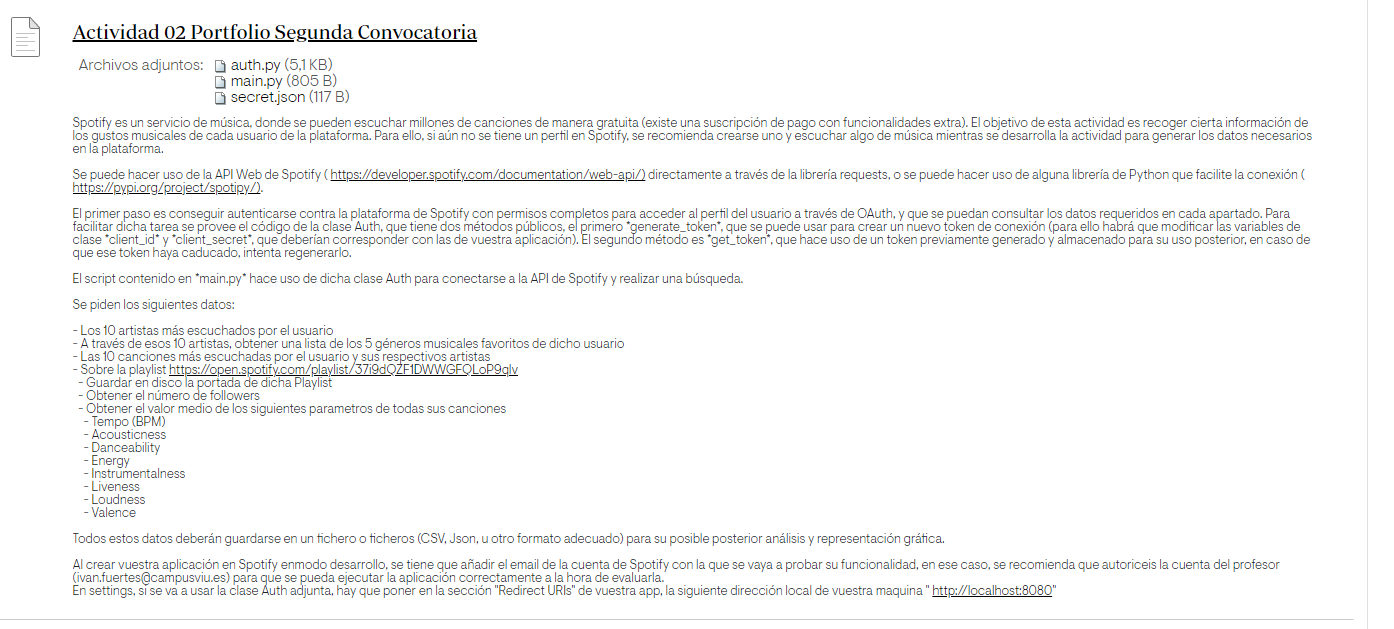 Actividad 02 Portfolio Segunda Convocatoria
Archivos adjuntos: auth.py (5,1 KB)
main.py (805 B)
secret.json (117 B)
Spotify es un servicio de música, donde se pueden escuchar millones de canciones de manera gratuita (existe una suscripción de pago con funcionalidades extra). El objetivo de esta actividad es recoger cierta información de
los gustos musicales de cada usuario de la plataforma. Para ello, si aún no se tiene un perfil en Spotify, se recomienda crearse uno y escuchar algo de música mientras se desarrolla la actividad para generar los datos necesarios
en la plataforma.
Se puede hacer uso de la API Web de Spotify ( https://developer.spotify.com/documentation/web-api/) directamente a través de la librería requests, o se puede hacer uso de alguna librería de Python que facilite la conexión (
https://pypi.org/project/spotipy/).
El primer paso es conseguir autenticarse contra la plataforma de Spotify con permisos completos para acceder al perfil del usuario a través de OAuth, y que se puedan consultar los datos requeridos en cada apartado. Para
facilitar dicha tarea se provee el código de la clase Auth, que tiene dos métodos públicos, el primero *generate_token*, que se puede usar para crear un nuevo token de conexión (para ello habrá que modificar las variables de
clase *client_id* y *client_secret*, que deberían corresponder con las de vuestra aplicación). El segundo método es *get_token*, que hace uso de un token previamente generado y almacenado para su uso posterior, en caso de
que ese token haya caducado, intenta regenerarlo.
El script contenido en *main.py* hace uso de dicha clase Auth para conectarse a la API de Spotify y realizar una búsqueda.
Se piden los siguientes datos:
- Los 10 artistas más escuchados por el usuario
- A través de esos 10 artistas, obtener una lista de los 5 géneros musicales favoritos de dicho usuario
- Las 10 canciones más escuchadas por el usuario y sus respectivos artistas
- Sobre la playlist https://open.spotify.com/playlist/37i9dQZF1DWWGFQLoP9qlv
- Guardar en disco la portada de dicha Playlist
- Obtener el número de followers
- Obtener el valor medio de los siguientes parametros de todas sus canciones
- Tempo (BPM)
- Acousticness
- Danceability
- Energy
- Instrumentalness
- Liveness
- Loudness
- Valence
Todos estos datos deberán guardarse en un fichero o ficheros (CSV, Json, u otro formato adecuado) para su posible posterior análisis y representación gráfica.
Al crear vuestra aplicación en Spotify enmodo desarrollo, se tiene que añadir el email de la cuenta de Spotify con la que se vaya a probar su funcionalidad, en ese caso, se recomienda que autoriceis la cuenta del profesor
(ivan.fuertes@campusviu.es) para que se pueda ejecutar la aplicación correctamente a la hora de evaluarla.
En settings, si se va a usar la clase Auth adjunta, hay que poner en la sección "Redirect URIs" de vuestra app, la siguiente dirección local de vuestra maquina " http://localhost:8080"